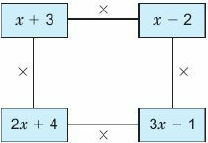 ×
x + 3
x − 2
×
×
2x + 4
3x − 1
×